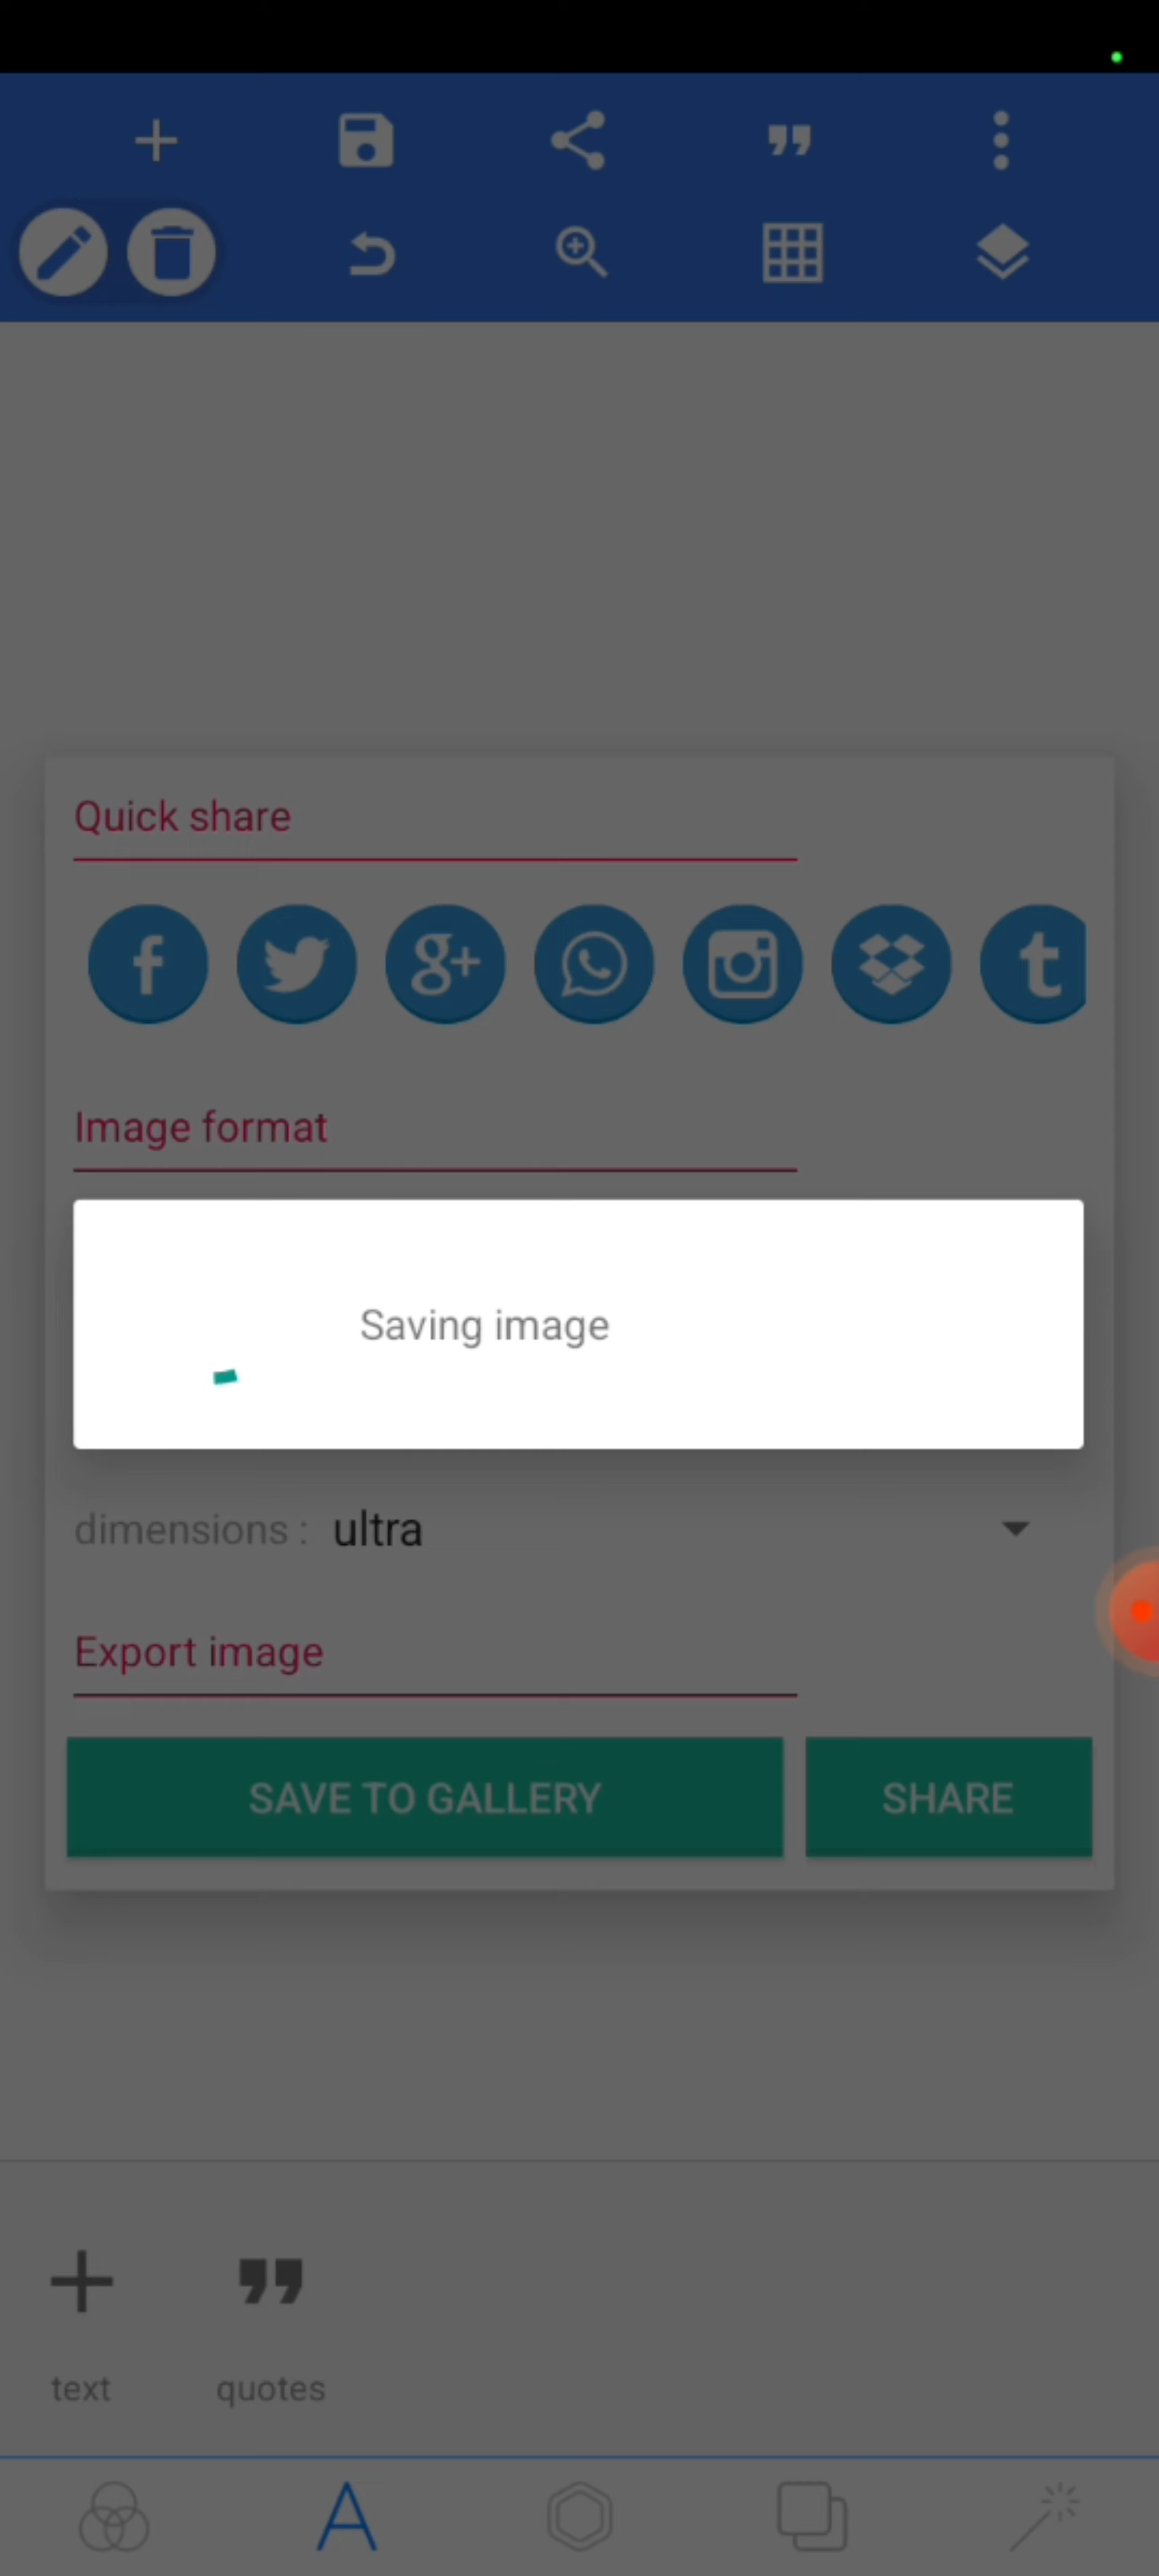 Quick share
Image format
Saving image
dimensions : ultra
Export image
SAVE TO GALLERY
SHARE
text
quotes